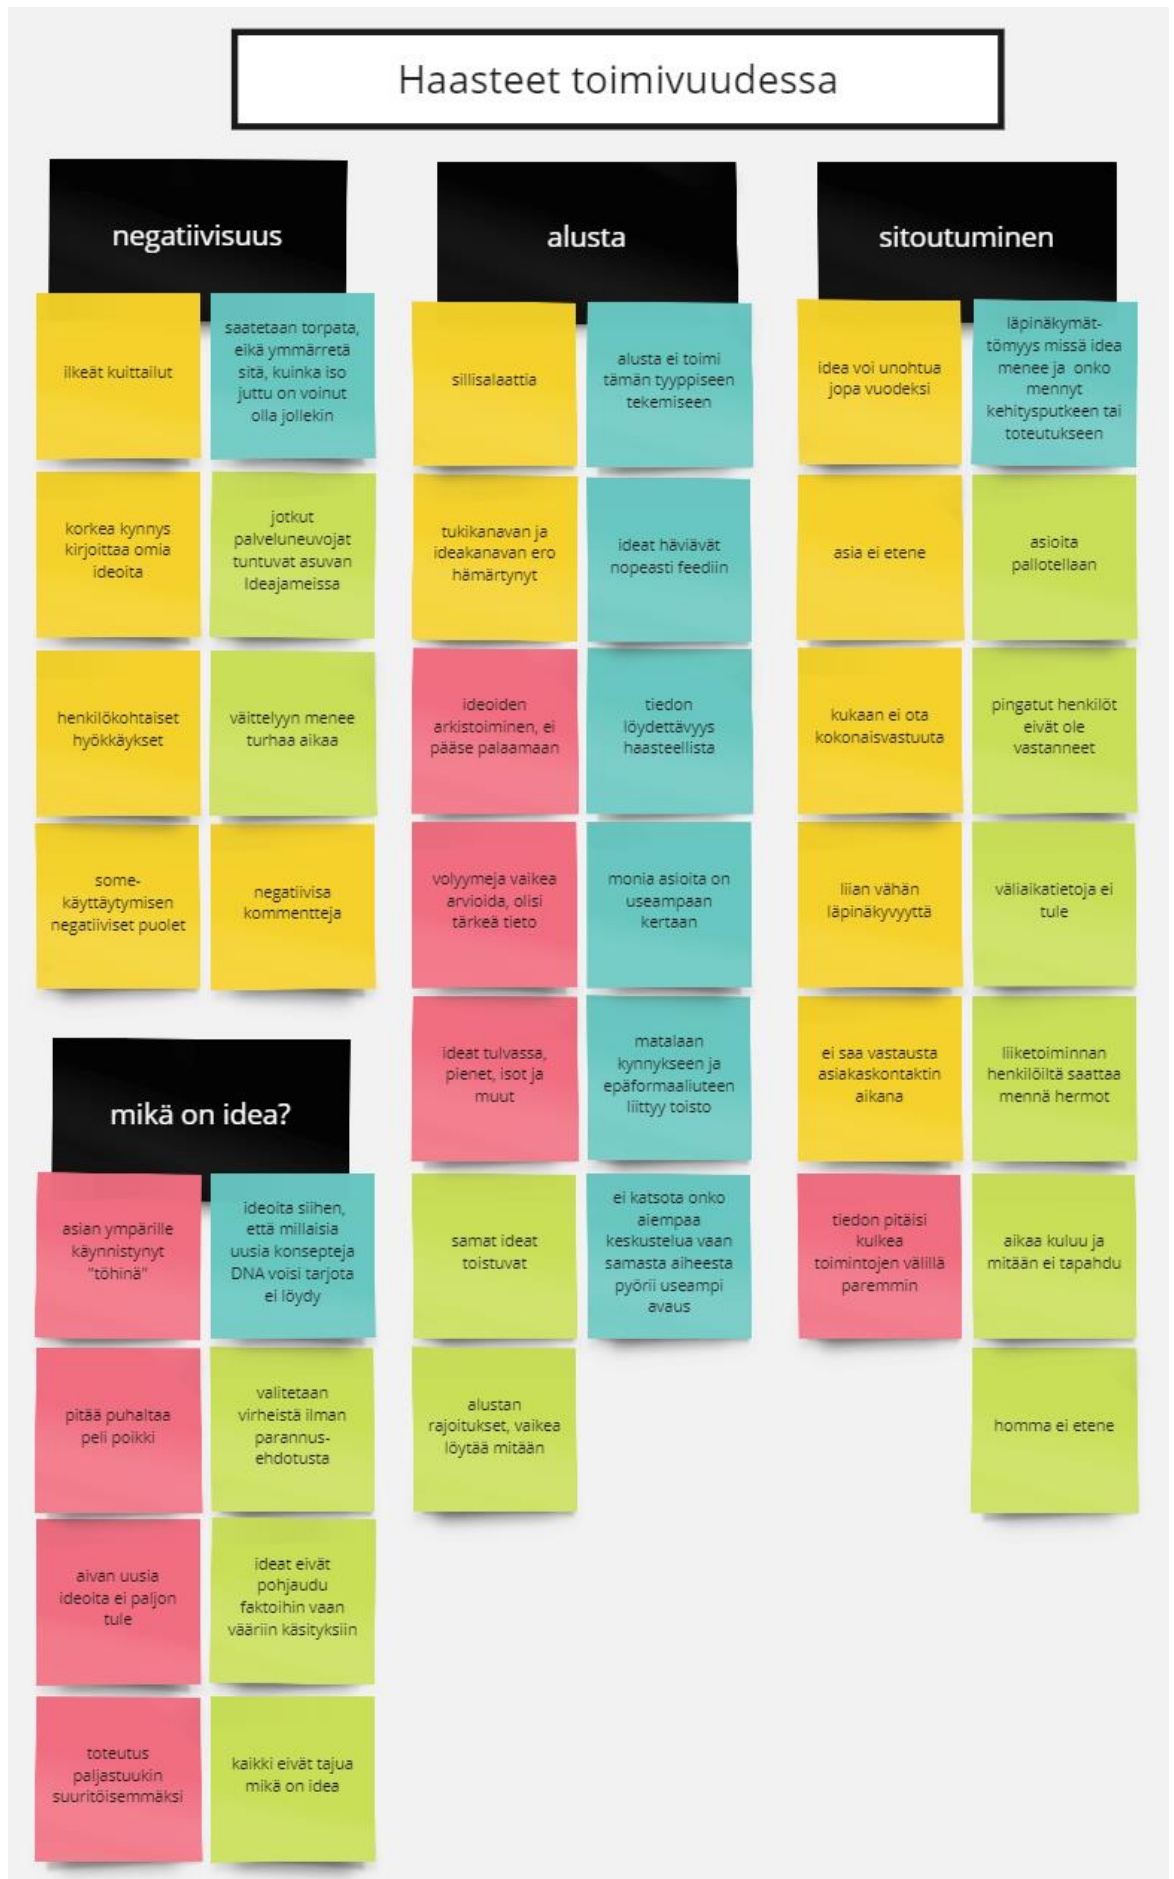 Haasteet toimivuudessa
negatiivisuus
ilkeät kuittailut
saatetaan torpata,
eikä ymmärretä
sitä, kuinka iso
juttu on voinut
olla jollekin
korkea kynnys
kirjoittaa omia
ideoita
jotkut
palveluneuvojat
tuntuvat asuvan
Ideajameissa
henkilökohtaiset
hyökkäykset
väittelyyn menee
turhaa aikaa
some-
käyttäytymisen
negatiiviset puolet
negatiivisa
kommentteja
mikä on idea?
asian ympärille
käynnistynyt
"töhinä"
ideoita siihen,
että millaisia
uusia konsepteja
DNA voisi tarjota
ei löydy
pitää puhaltaa
peli poikki
valitetaan
virheistä ilman
parannus-
ehdotusta
aivan uusia
ideoita ei paljon
tule
ideat eivät
pohjaudu
faktoihin vaan
vääriin käsityksiin
toteutus
paljastuukin
suuritöisemmäksi
kaikki eivät tajua
mikä on idea
alusta
sillisalaattia
alusta ei toimi
tämän tyyppiseen
tekemiseen
tukikanavan ja
ideakanavan ero
hämärtynyt
ideat häviävät
nopeasti feediin
ideoiden
arkistoiminen, ei
pääse palaamaan
tiedon
löydettävyys
haasteellista
volyymeja vaikea
arvioida, olisi
tärkeä tieto
monia asioita on
useampaan
kertaan
ideat tulvassa,
pienet, isot ja
muut
matalaan
kynnykseen ja
epäformaaliuteen
liittyy toisto
samat ideat
toistuvat
ei katsota onko
aiempaa
keskustelua vaan
samasta aiheesta
pyörii useampi
avaus
alustan
rajoitukset, vaikea
löytää mitään
sitoutuminen
idea voi unohtua
jopa vuodeksi
läpinäkymät-
tömyys missä idea
menee ja onko
mennyt
kehitysputkeen tai
toteutukseen
asia ei etene
asioita
pallotellaan
kukaan ei ota
kokonaisvastuuta
pingatut henkilöt
eivät ole
vastanneet
liian vähän
läpinäkyvyyttä
väliaikatietoja ei
tule
ei saa vastausta
asiakaskontaktin
aikana
liiketoiminnan
henkilöiltä saattaa
mennä hermot
tiedon pitäisi
kulkea
toimintojen välillä
paremmin
aikaa kuluu ja
mitään ei tapahdu
homma ei etene